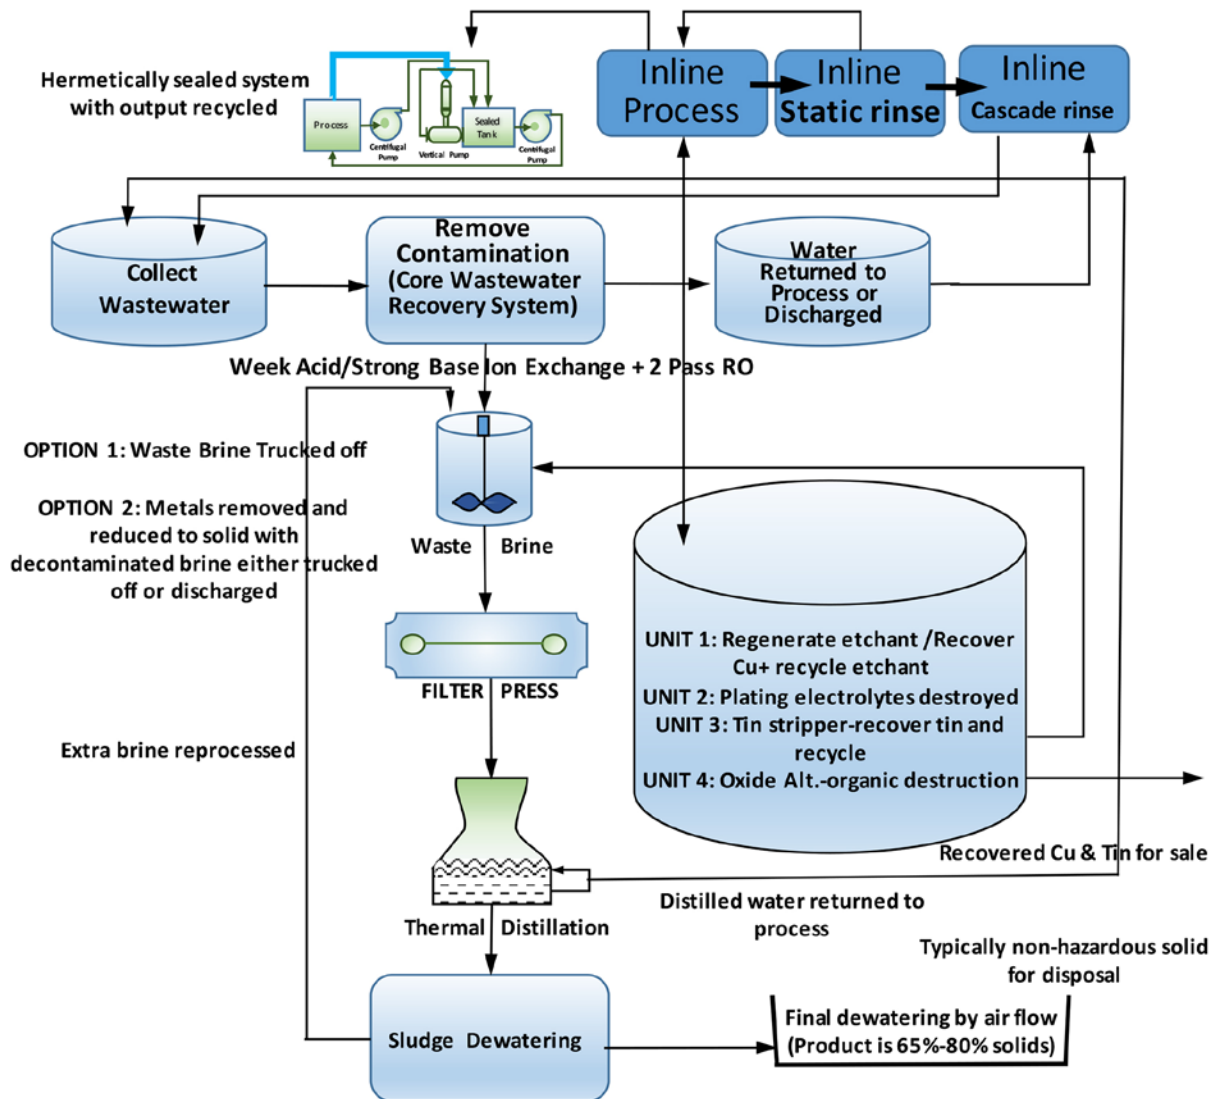 Hermetically sealed system
with output recycled
Process
Centrifugal
Pump
Vertical Pump
Sealed
Tank
Centifugal
Pump
Inline
Process
Inline
Static rinse
Inline
Cascade rinse
Collect
Wastewater
Remove
Contamination
(Core Wastewater
Recovery System)
Water
Returned to
Process or
Discharged
Week Acid/Strong Base Ion Exchange + 2 Pass RO
OPTION 1: Waste Brine Trucked off
OPTION 2: Metals removed and
reduced to solid with
decontaminated brine either trucked
off or discharged
Waste Brine
FILTER PRESS
UNIT 1: Regenerate etchant /Recover
Cu+ recycle etchant
UNIT 2: Plating electrolytes destroyed
UNIT 3: Tin stripper-recover tin and
recycle
UNIT 4: Oxide Alt.-organic destruction
Extra brine reprocessed
Recovered Cu & Tin for sale
Thermal Distillation
Distilled water returned to
process
Typically non-hazardous solid
for disposal
Sludge Dewatering
Final dewatering by air flow
(Product is 65%-80% solids)